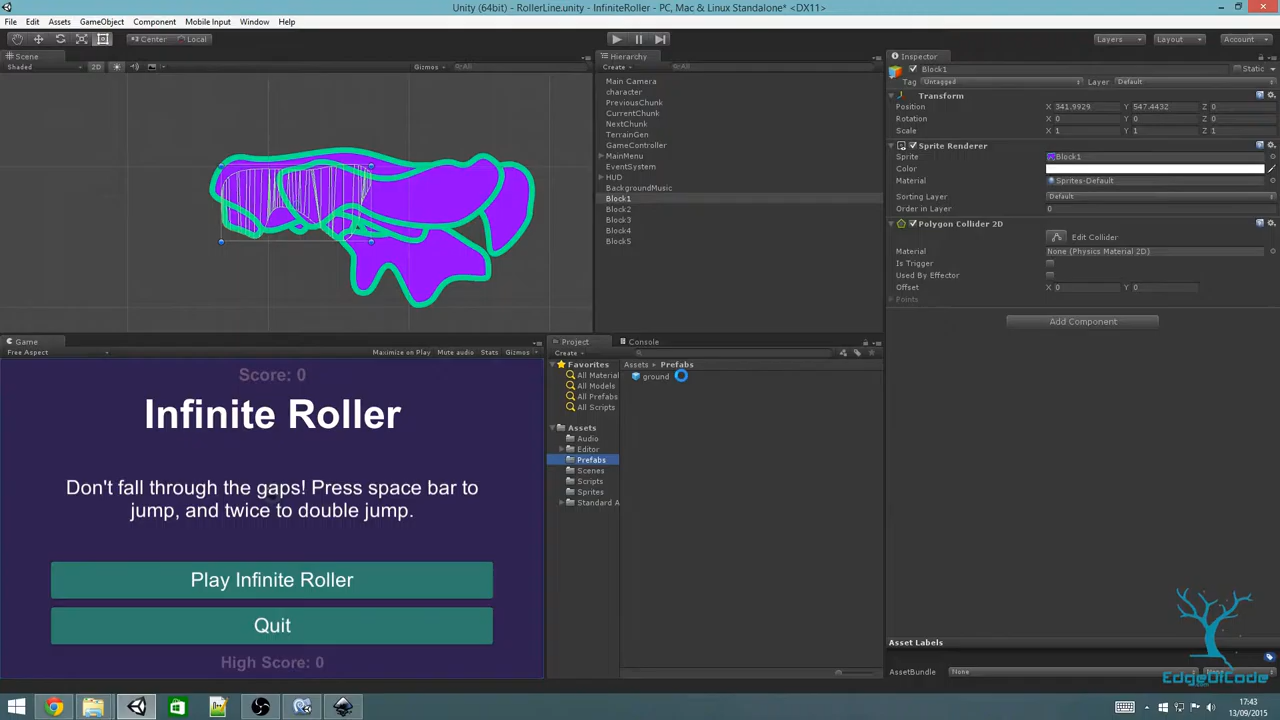 Unity (64bit) - RollerLine.unity - InfiniteRoller - PC, Mac & Linux Standalone* <DX11>
File Edit Assets GameObject Component Mobile Input Window Help
Center Local
Layers Layout Account
Scene
Shaded 2D Gizmos All
Hierarchy
Create All
Main Camera
character
PreviousChunk
CurrentChunk
NextChunk
TerrainGen
GameController
MainMenu
EventSystem
HUD
BackgroundMusic
Block1
Block2
Block3
Block4
Block5
Inspector
Block1 Static
Tag Untagged Layer Default
Transform
Position X 341.9929 Y 547.4432 Z 0
Rotation X 0 Y 0 Z 0
Scale X 1 Y 1 Z 1
Sprite Renderer
Sprite Block1
Color
Material Sprites-Default
Sorting Layer Default
Order in Layer 0
Polygon Collider 2D
Edit Collider
Material None (Physics Material 2D)
Is Trigger
Used By Effector
Offset X 0 Y 0
Points
Add Component
Game
Free Aspect Maximize on Play Mute audio Stats Gizmos
Score: 0
Infinite Roller
Don't fall through the gaps! Press space bar to
jump, and twice to double jump.
Play Infinite Roller
Quit
High Score: 0
Project Console
Create
Favorites
All Material
All Models
All Prefabs
All Scripts
Assets
Audio
Editor
Prefabs
Scenes
Scripts
Sprites
Standard A
Assets Prefabs
ground
Asset Labels
AssetBundle None None
EdgeOfCode
17:43
13/09/2015